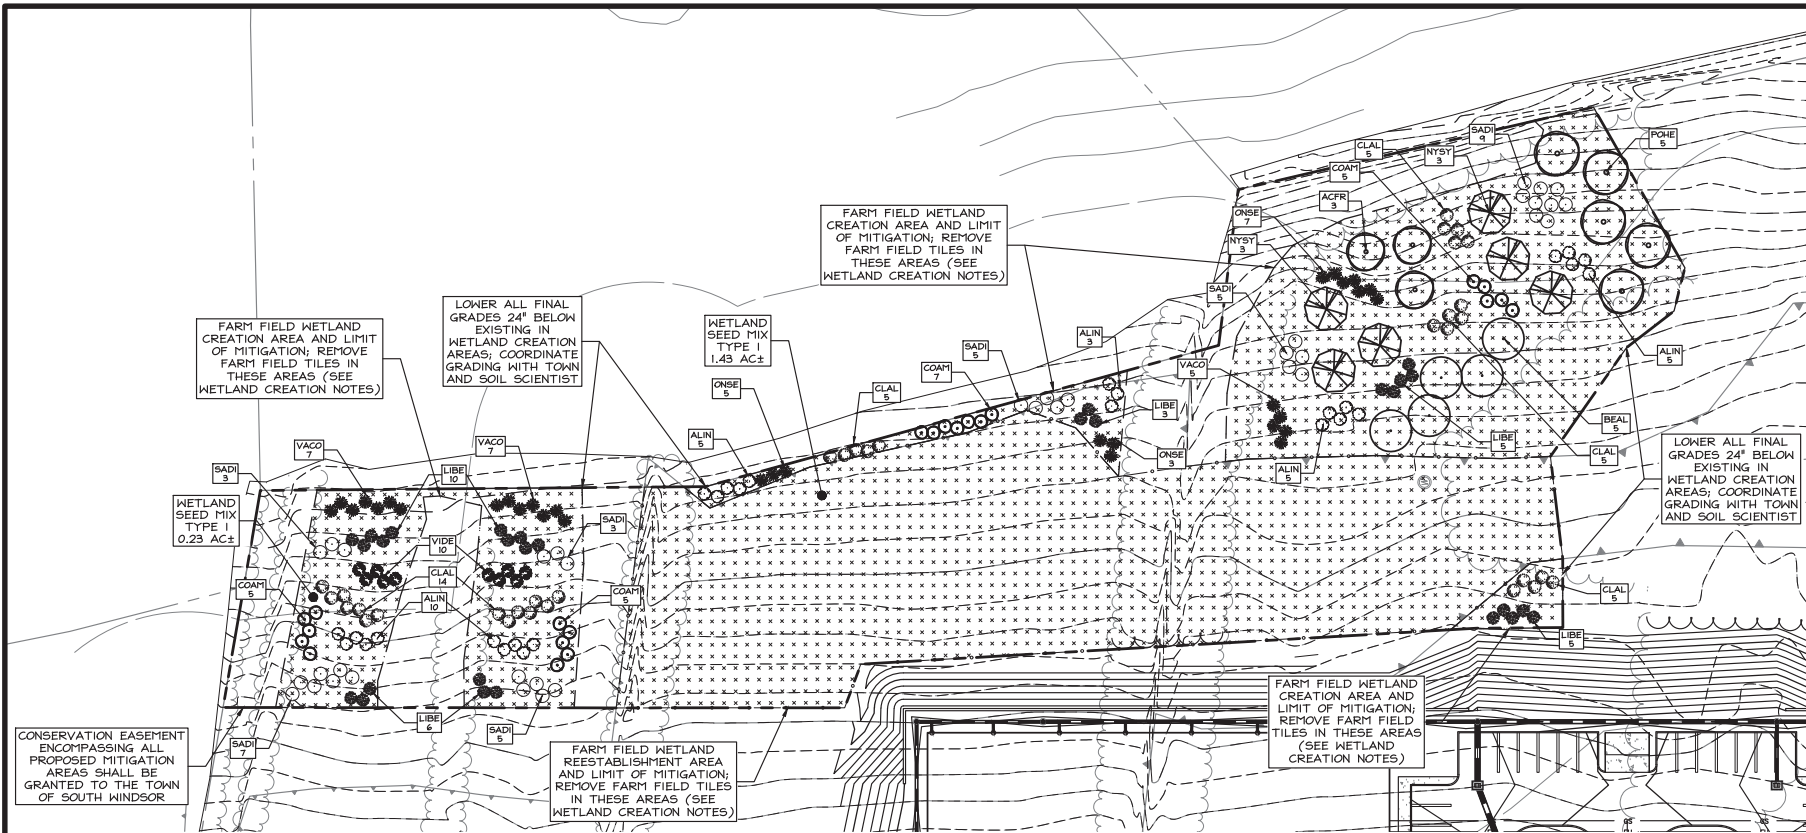 FARM FIELD WETLAND
CREATION AREA AND LIMIT
OF MITIGATION; REMOVE
FARM FIELD TILES IN
THESE AREAS (SEE
WETLAND CREATION NOTES)
LOWER ALL FINAL
GRADES 24" BELOW
EXISTING IN
WETLAND CREATION
AREAS; COORDINATE
GRADING WITH TOWN
AND SOIL SCIENTIST
WETLAND
SEED MIX
TYPE 1
1.43 AC±
FARM FIELD WETLAND
CREATION AREA AND LIMIT
OF MITIGATION; REMOVE
FARM FIELD TILES IN
THESE AREAS (SEE
WETLAND CREATION NOTES)
SADI
9
CLAL
5
NYSY
3
POHE
5
COAM
5
ACFR
3
ONSE
7
NYSY
3
SADI
5
ALIN
3
SADI
5
COAM
7
VACO
5
ONSE
5
CLAL
5
LIBE
3
ALIN
5
ALIN
5
BEAL
5
LIBE
5
CLAL
5
ONSE
3
ALIN
5
LOWER ALL FINAL
GRADES 24" BELOW
EXISTING IN
WETLAND CREATION
AREAS; COORDINATE
GRADING WITH TOWN
AND SOIL SCIENTIST
VACO
7
VACO
7
SADI
3
LIBE
10
WETLAND
SEED MIX
TYPE 1
0.23 AC±
SADI
3
VIDE
10
CLAL
14
COAM
5
ALIN
10
COAM
5
CLAL
5
LIBE
5
LIBE
6
SADI
5
SADI
7
CONSERVATION EASEMENT
ENCOMPASSING ALL
PROPOSED MITIGATION
AREAS SHALL BE
GRANTED TO THE TOWN
OF SOUTH WINDSOR
FARM FIELD WETLAND
REESTABLISHMENT AREA
AND LIMIT OF MITIGATION;
REMOVE FARM FIELD TILES
IN THESE AREAS (SEE
WETLAND CREATION NOTES)
FARM FIELD WETLAND
CREATION AREA AND
LIMIT OF MITIGATION;
REMOVE FARM FIELD
TILES IN THESE AREAS
(SEE WETLAND
CREATION NOTES)